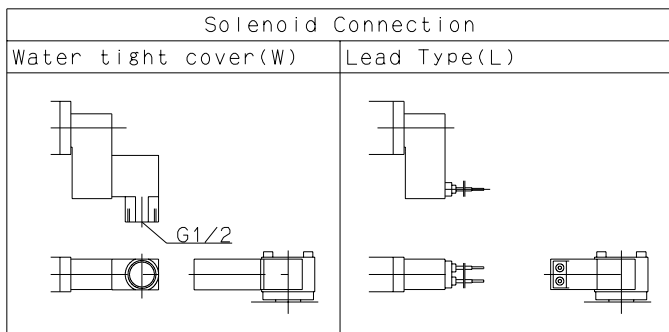 Solenoid Connection
Water tight cover(W)
Lead Type(L)
G1/2